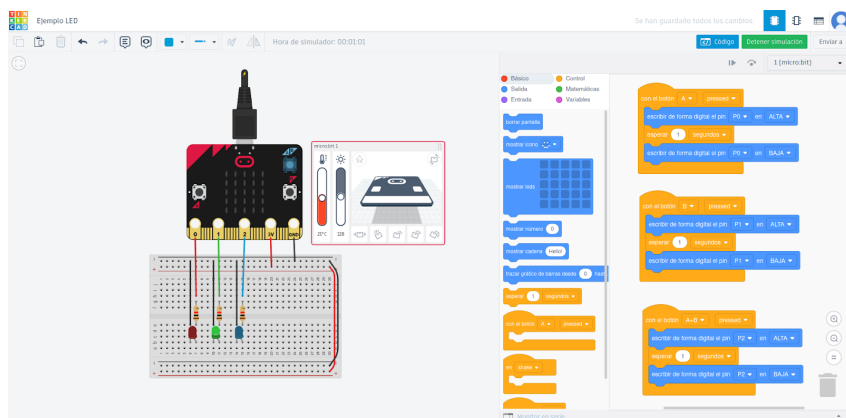 TIN
KER
CAD
Ejemplo LED
Se han guardado todos los cambios.
Hora de simulador: 00:01:01
Código
Detener simulación
Enviar a
1 (micro:bit)
Básico
Control
Salida
Matemáticas
Entrada
Variables
borrar pantalla
mostrar icono
mostrar leds
mostrar número 0
mostrar cadena Hello!
trazar gráfico de barras desde 0 hast
esperar 1 segundos
con el botón A pressed
en shake
con el botón A pressed
escribir de forma digital el pin P0 en ALTA
esperar 1 segundos
escribir de forma digital el pin P0 en BAJA
con el botón B pressed
escribir de forma digital el pin P1 en ALTA
esperar 1 segundos
escribir de forma digital el pin P1 en BAJA
con el botón A+B pressed
escribir de forma digital el pin P2 en ALTA
esperar 1 segundos
escribir de forma digital el pin P2 en BAJA
Monitor en serie
micro:bit 1
21°C
128
0
1
2
3V
GND